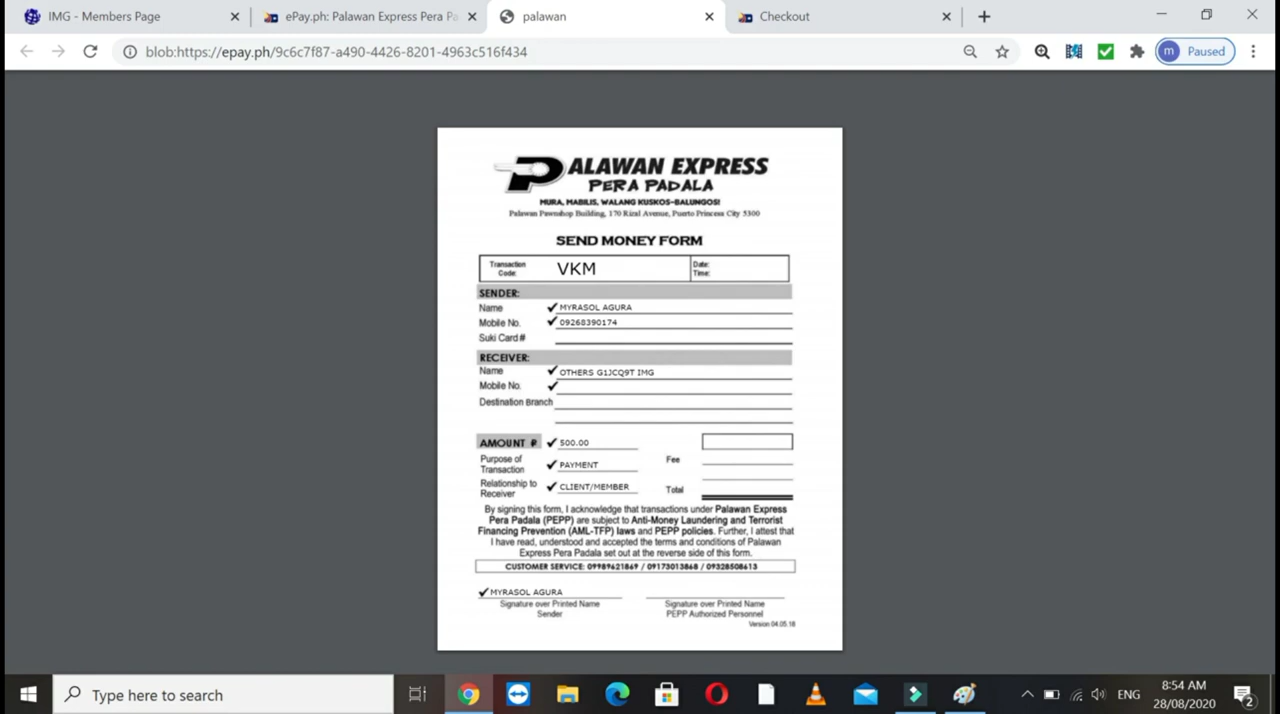 IMG - Members Page
ePay.ph: Palawan Express Pera Pa
palawan
Checkout
blob:https://epay.ph/9c6c7f87-a490-4426-8201-4963c516f434
m Paused
PALAWAN EXPRESS
PERA PADALA
MURA, MABILIS, WALANG KUSKOS-BALUNGOS!
Palawan Pawnshop Building, 170 Rizal Avenue, Puerto Princess City 5300
SEND MONEY FORM
Transaction Code: VKM
Date:
Time:
SENDER:
Name MYRASOL AGURA
Mobile No. 09268390174
Suki Card #
RECEIVER:
Name OTHERS G1JCQ9T IMG
Mobile No.
Destination Branch
AMOUNT ₱ 500.00
Purpose of Transaction PAYMENT
Fee
Relationship to Receiver CLIENT/MEMBER
Total
By signing this form, I acknowledge that transactions under Palawan Express
Pera Padala (PEPP) are subject to Anti-Money Laundering and Terrorist
Financing Prevention (AML-TFP) laws and PEPP policies. Further, I attest that
I have read, understood and accepted the terms and conditions of Palawan
Express Pera Padala set out at the reverse side of this form.
CUSTOMER SERVICE: 09989621869 / 09173013868 / 09328508613
MYRASOL AGURA
Signature over Printed Name
Sender
Signature over Printed Name
PEPP Authorized Personnel
Version 04.05.18
Type here to search
ENG
8:54 AM
28/08/2020
2